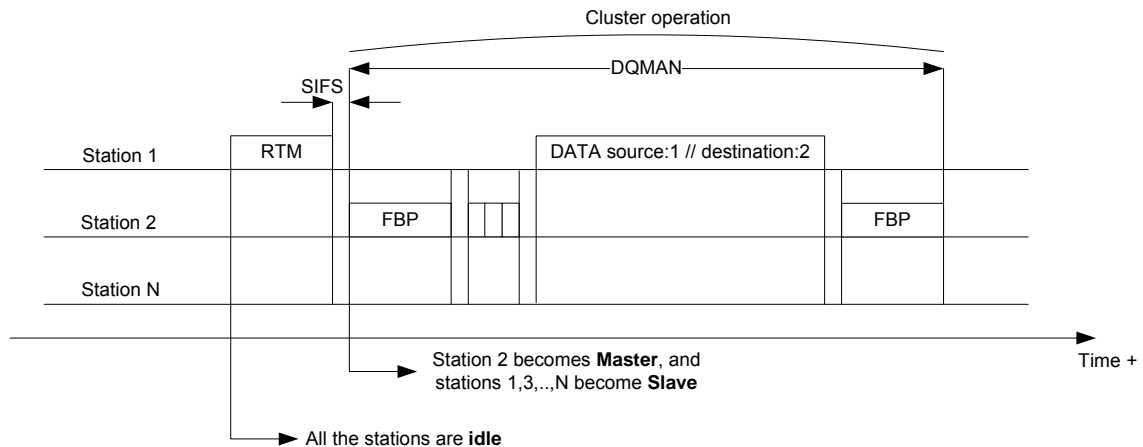 Cluster operation
DQMAN
SIFS
Station 1
RTM
DATA source:1 // destination:2
Station 2
FBP
FBP
Station N
Time +
Station 2 becomes Master, and
stations 1,3,..,N become Slave
All the stations are idle